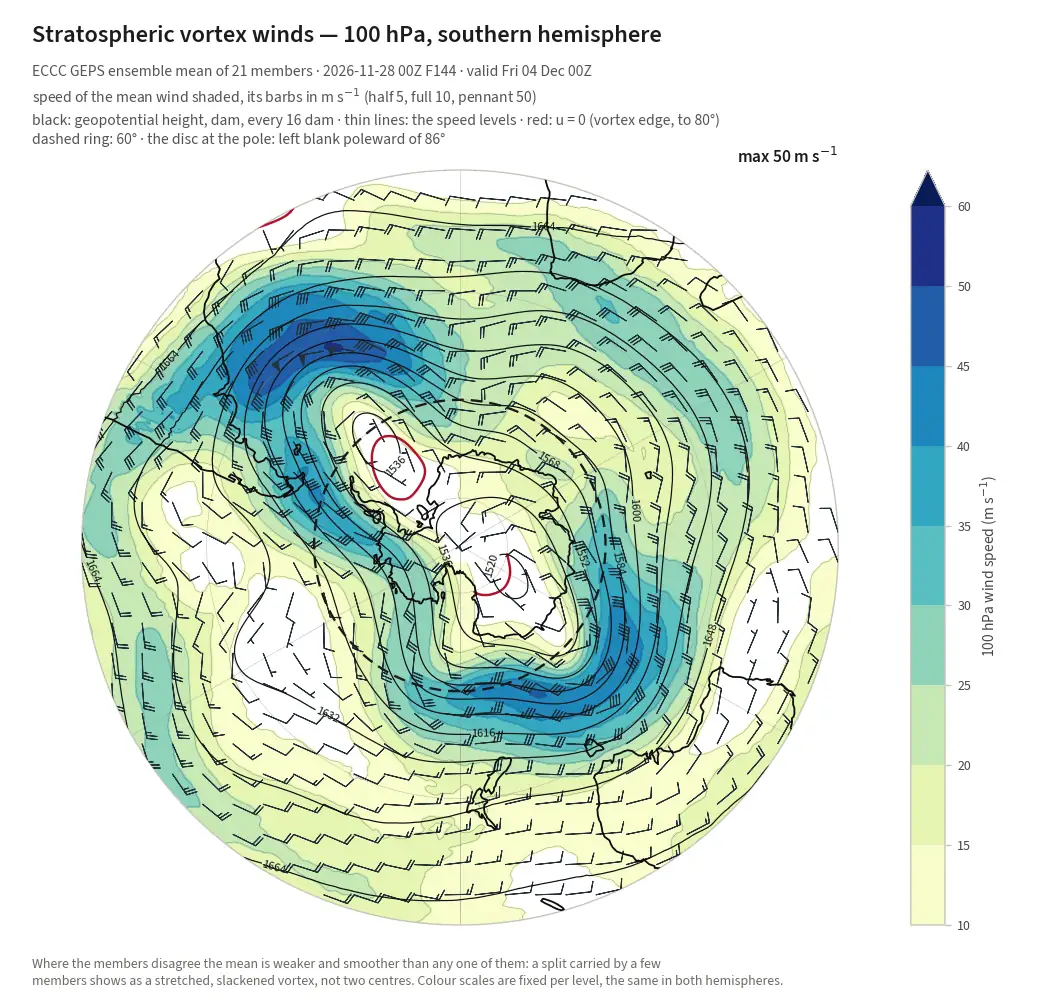 Stratospheric vortex winds — 100 hPa, southern hemisphere
ECCC GEPS ensemble mean of 21 members · 2026-11-28 00Z F144 · valid Fri 04 Dec 00Z
speed of the mean wind shaded, its barbs in m s⁻¹ (half 5, full 10, pennant 50)
black: geopotential height, dam, every 16 dam · thin lines: the speed levels · red: u = 0 (vortex edge, to 80°)
dashed ring: 60° · the disc at the pole: left blank poleward of 86°
max 50 m s⁻¹
60
50
45
40
35
30
25
20
15
10
100 hPa wind speed (m s⁻¹)
1664
1664
1536
1568
1600
1536
1520
1552
1584
1664
1648
1632
1616
1664
Where the members disagree the mean is weaker and smoother than any one of them: a split carried by a few
members shows as a stretched, slackened vortex, not two centres. Colour scales are fixed per level, the same in both hemispheres.